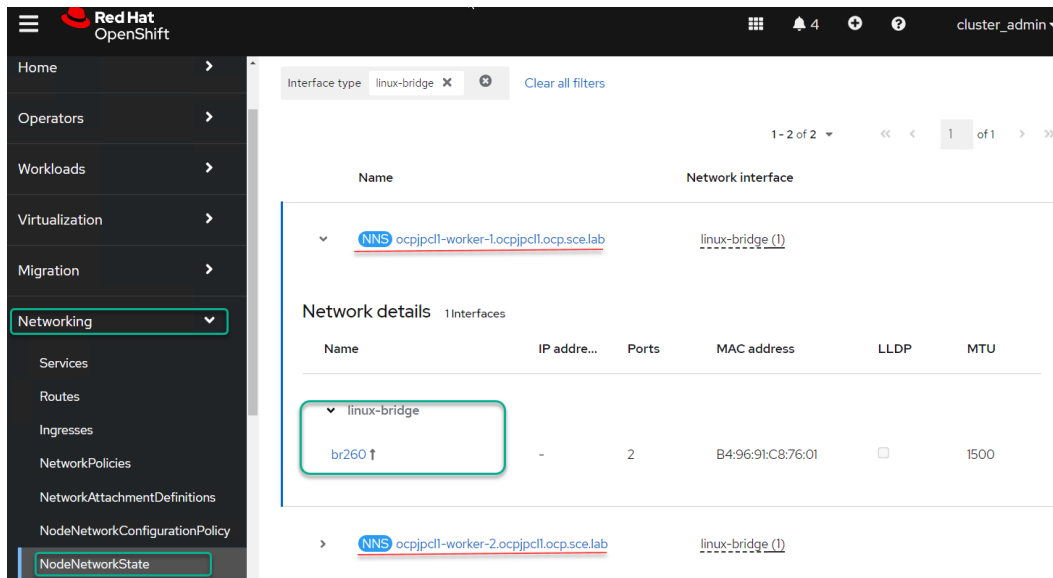 Red Hat
OpenShift
4
cluster_admin
Home
Operators
Workloads
Virtualization
Migration
Networking
Services
Routes
Ingresses
NetworkPolicies
NetworkAttachmentDefinitions
NodeNetworkConfigurationPolicy
NodeNetworkState
Interface type linux-bridge Clear all filters
1 - 2 of 2 1 of 1
Name Network interface
NNS ocpjpcl1-worker-1.ocpjpcl1.ocp.sce.lab linux-bridge (1)
Network details 1 Interfaces
Name IP addre... Ports MAC address LLDP MTU
linux-bridge
br260 - 2 B4:96:91:C8:76:01 1500
NNS ocpjpcl1-worker-2.ocpjpcl1.ocp.sce.lab linux-bridge (1)